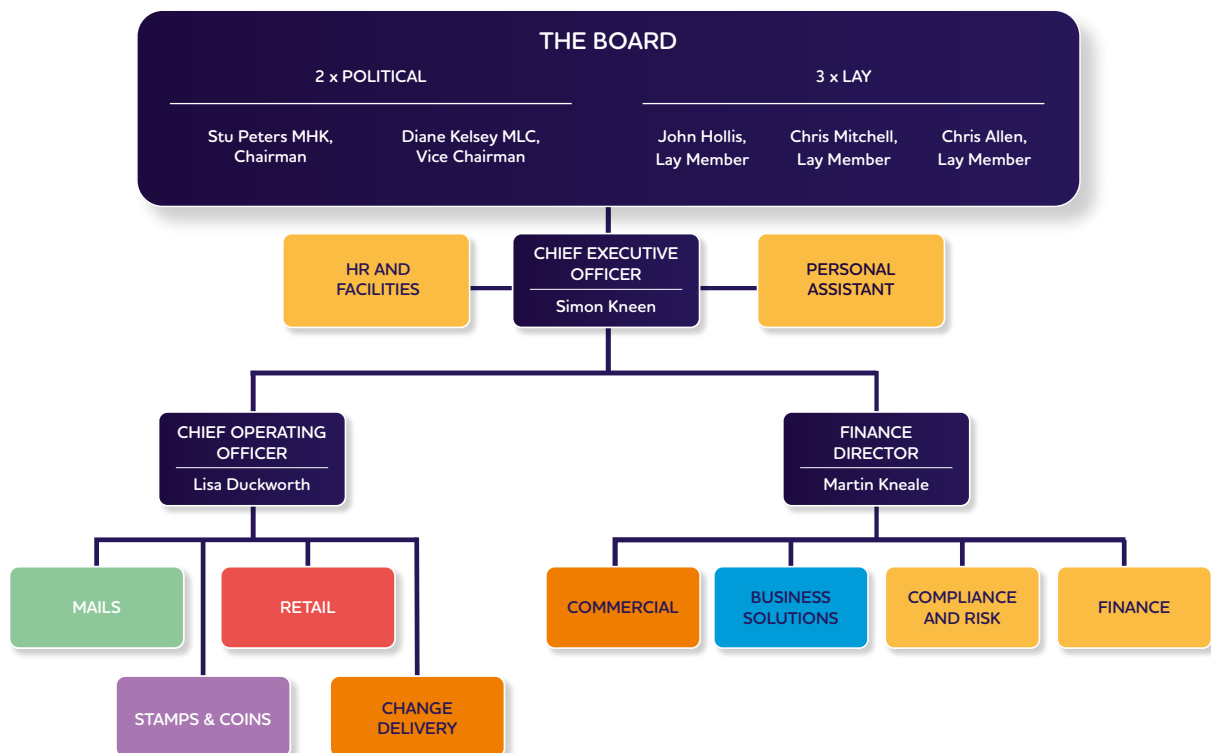 THE BOARD
2 x POLITICAL
3 x LAY
Stu Peters MHK,
Chairman
Diane Kelsey MLC,
Vice Chairman
John Hollis,
Lay Member
Chris Mitchell,
Lay Member
Chris Allen,
Lay Member
HR AND
FACILITIES
CHIEF EXECUTIVE
OFFICER
Simon Kneen
PERSONAL
ASSISTANT
CHIEF OPERATING
OFFICER
Lisa Duckworth
FINANCE
DIRECTOR
Martin Kneale
MAILS
RETAIL
STAMPS & COINS
CHANGE
DELIVERY
COMMERCIAL
BUSINESS
SOLUTIONS
COMPLIANCE
AND RISK
FINANCE